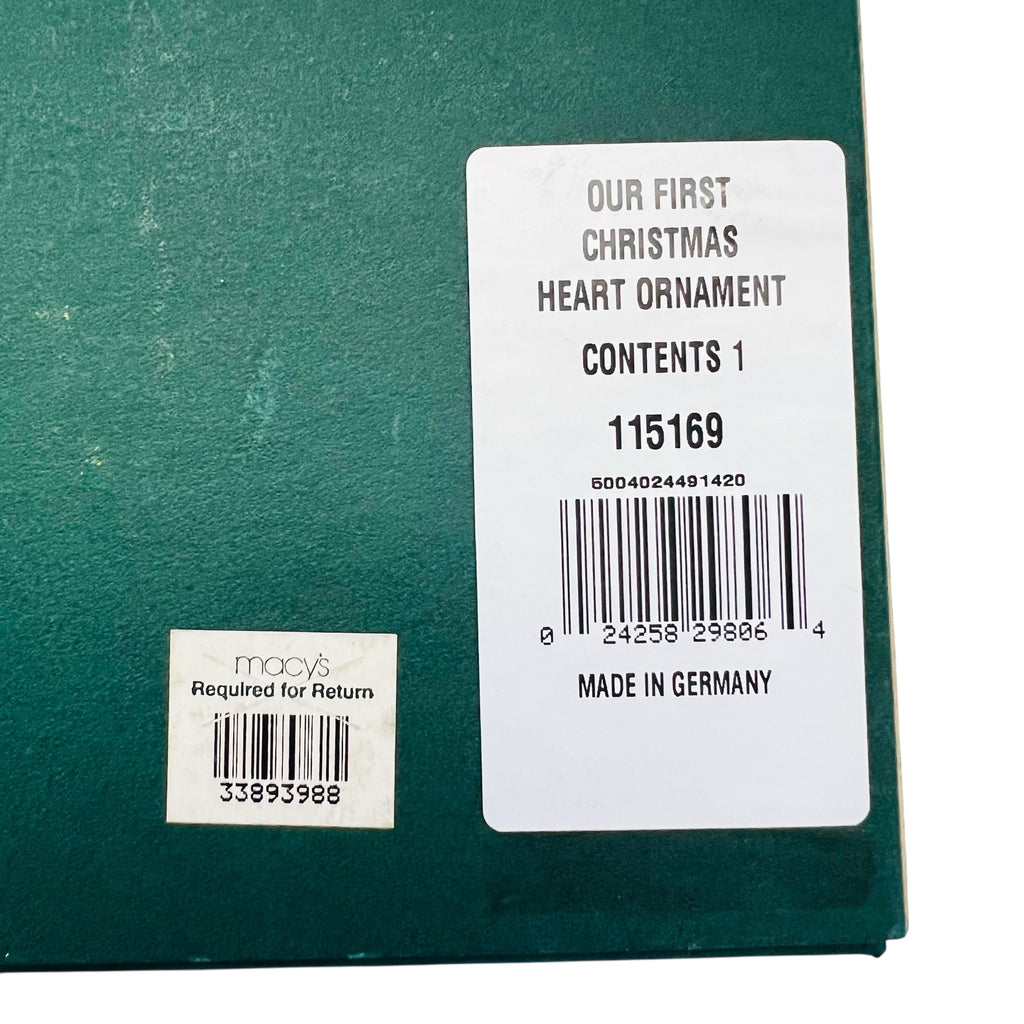 OUR FIRST
CHRISTMAS
HEART ORNAMENT
CONTENTS 1
115169
5004024491420
0 24258 29806 4
MADE IN GERMANY
macy's
Required for Return
33893988